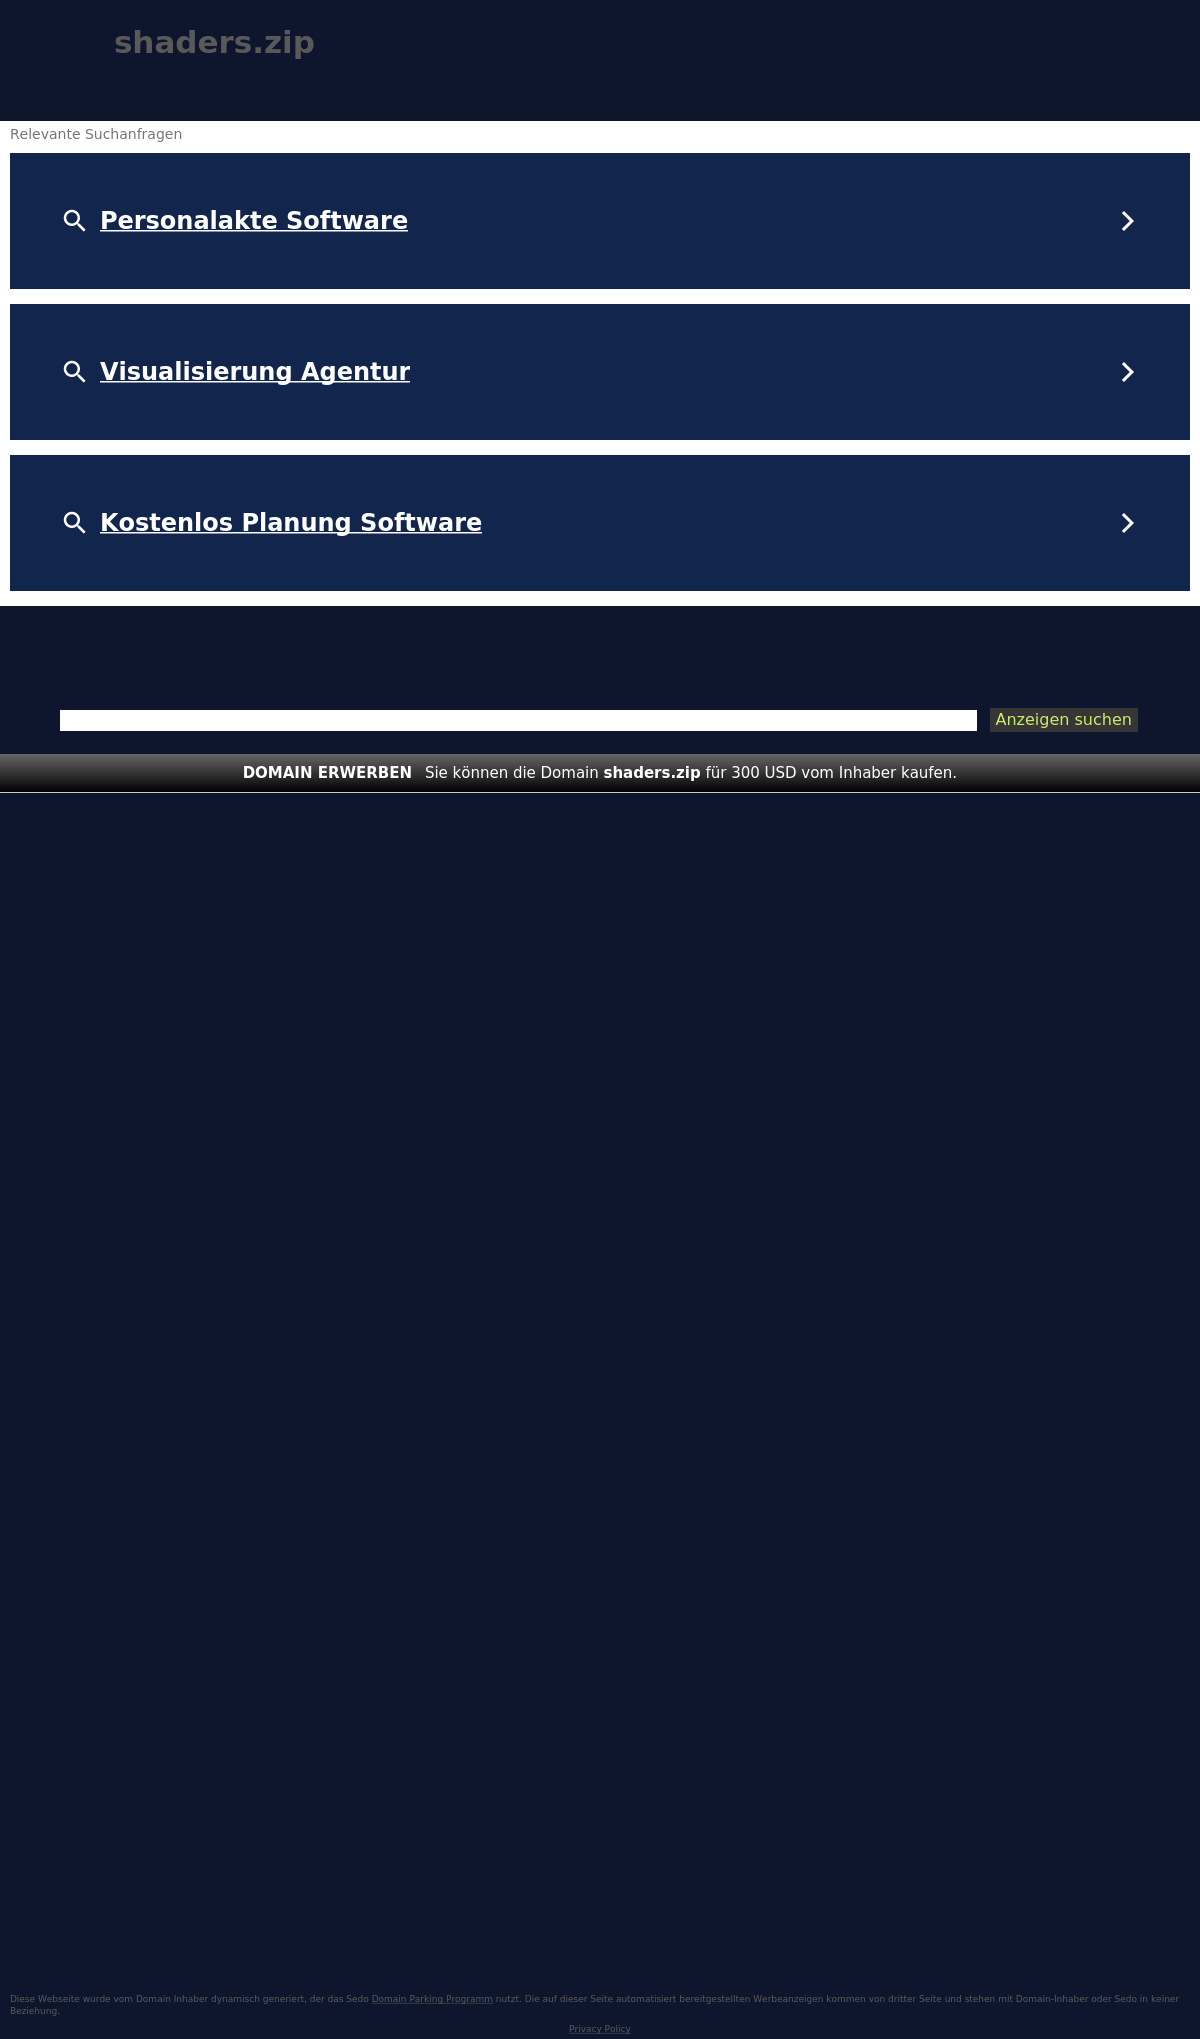 shaders.zip
Relevante Suchanfragen
Personalakte Software
Visualisierung Agentur
Kostenlos Planung Software
Anzeigen suchen
DOMAIN ERWERBEN Sie können die Domain shaders.zip für 300 USD vom Inhaber kaufen.
Diese Webseite wurde vom Domain Inhaber dynamisch generiert, der das Sedo Domain Parking Programm nutzt. Die auf dieser Seite automatisiert bereitgestellten Werbeanzeigen kommen von dritter Seite und stehen mit Domain-Inhaber oder Sedo in keiner
Beziehung.
Privacy Policy